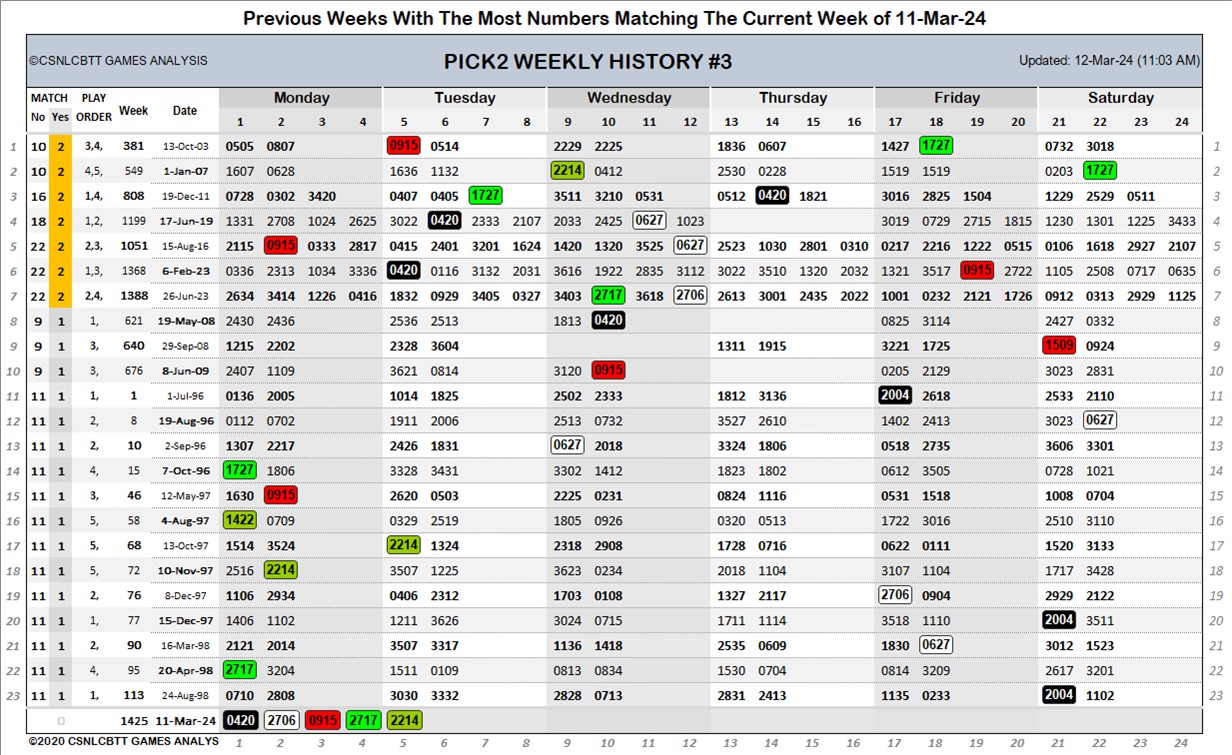 Previous Weeks With The Most Numbers Matching The Current Week of 11-Mar-24
©CSNLCBTT GAMES ANALYSIS PICK2 WEEKLY HISTORY #3 Updated: 12-Mar-24 (11:03 AM)
MATCH PLAY Week Date Monday Tuesday Wednesday Thursday Friday Saturday
No Yes ORDER 1 2 3 4 5 6 7 8 9 10 11 12 13 14 15 16 17 18 19 20 21 22 23 24
1 10 2 3,4, 381 13-Oct-03 0505 0807 0915 0514 2229 2225 1836 0607 1427 1727 0732 3018 1
2 10 2 4,5, 549 1-Jan-07 1607 0628 1636 1132 2214 0412 2530 0228 1519 1519 0203 1727 2
3 16 2 1,4, 808 19-Dec-11 0728 0302 3420 0407 0405 1727 3511 3210 0531 0512 0420 1821 3016 2825 1504 1229 2529 0511 3
4 18 2 1,2, 1199 17-Jun-19 1331 2708 1024 2625 3022 0420 2333 2107 2033 2425 0627 1023 3019 0729 2715 1815 1230 1301 1225 3433 4
5 22 2 2,3, 1051 15-Aug-16 2115 0915 0333 2817 0415 2401 3201 1624 1420 1320 3525 0627 2523 1030 2801 0310 0217 2216 1222 0515 0106 1618 2927 2107 5
6 22 2 1,3, 1368 6-Feb-23 0336 2313 1034 3336 0420 0116 3132 2031 3616 1922 2835 3112 3022 3510 1320 2032 1321 3517 0915 2722 1105 2508 0717 0635 6
7 22 2 2,4, 1388 26-Jun-23 2634 3414 1226 0416 1832 0929 3405 0327 3403 2717 3618 2706 2613 3001 2435 2022 1001 0232 2121 1726 0912 0313 2929 1125 7
8 9 1 1, 621 19-May-08 2430 2436 2536 2513 1813 0420 0825 3114 2427 0332 8
9 9 1 3, 640 29-Sep-08 1215 2202 2328 3604 1311 1915 3221 1725 1509 0924 9
10 9 1 3, 676 8-Jun-09 2407 1109 3621 0814 3120 0915 0205 2129 3023 2831 10
11 11 1 1, 1 1-Jul-96 0136 2005 1014 1825 2502 2333 1812 3136 2004 2618 2533 2110 11
12 11 1 2, 8 19-Aug-96 0112 0702 1911 2006 2513 0732 3527 2610 1402 2413 3023 0627 12
13 11 1 2, 10 2-Sep-96 1307 2217 2426 1831 0627 2018 3324 1806 0518 2735 3606 3301 13
14 11 1 4, 15 7-Oct-96 1727 1806 3328 3431 3302 1412 1823 1802 0612 3505 0728 1021 14
15 11 1 3, 46 12-May-97 1630 0915 2620 0503 2225 0231 0824 1116 0531 1518 1008 0704 15
16 11 1 5, 58 4-Aug-97 1422 0709 0329 2519 1805 0926 0320 0513 1722 3016 2510 3110 16
17 11 1 5, 68 13-Oct-97 1514 3524 2214 1324 2318 2908 1728 0716 0622 0111 1520 3133 17
18 11 1 5, 72 10-Nov-97 2516 2214 3507 1225 3623 0234 2018 1104 3107 1104 1717 3428 18
19 11 1 2, 76 8-Dec-97 1106 2934 0406 2312 1703 0108 1327 2117 2706 0904 2929 2122 19
20 11 1 1, 77 15-Dec-97 1406 1102 1211 3626 3024 0715 1711 1114 3518 1110 2004 3511 20
21 11 1 2, 90 16-Mar-98 2121 2014 3507 3317 1136 1418 2535 0609 1830 0627 3012 1523 21
22 11 1 4, 95 20-Apr-98 2717 3204 1511 0109 0813 0834 1530 0704 0814 3209 2617 3201 22
23 11 1 1, 113 24-Aug-98 0710 2808 3030 3332 2828 0713 2831 2413 1135 0233 2004 1102 23
0 1425 11-Mar-24 0420 2706 0915 2717 2214
©2020 CSNLCBTT GAMES ANALYS 1 2 3 4 5 6 7 8 9 10 11 12 13 14 15 16 17 18 19 20 21 22 23 24